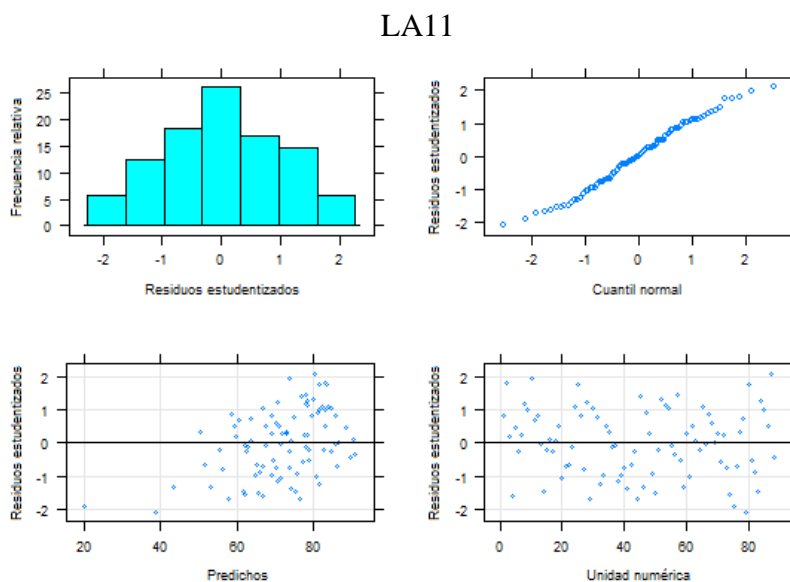 LA11
Frecuencia relativa
25
20
15
10
5
0
-2 -1 0 1 2
Residuos estudentizados
Residuos estudentizados
2
1
0
-1
-2
-2 -1 0 1 2
Cuantil normal
Residuos estudentizados
2
1
0
-1
-2
20 40 60 80
Predichos
Residuos estudentizados
2
1
0
-1
-2
0 20 40 60 80
Unidad numérica